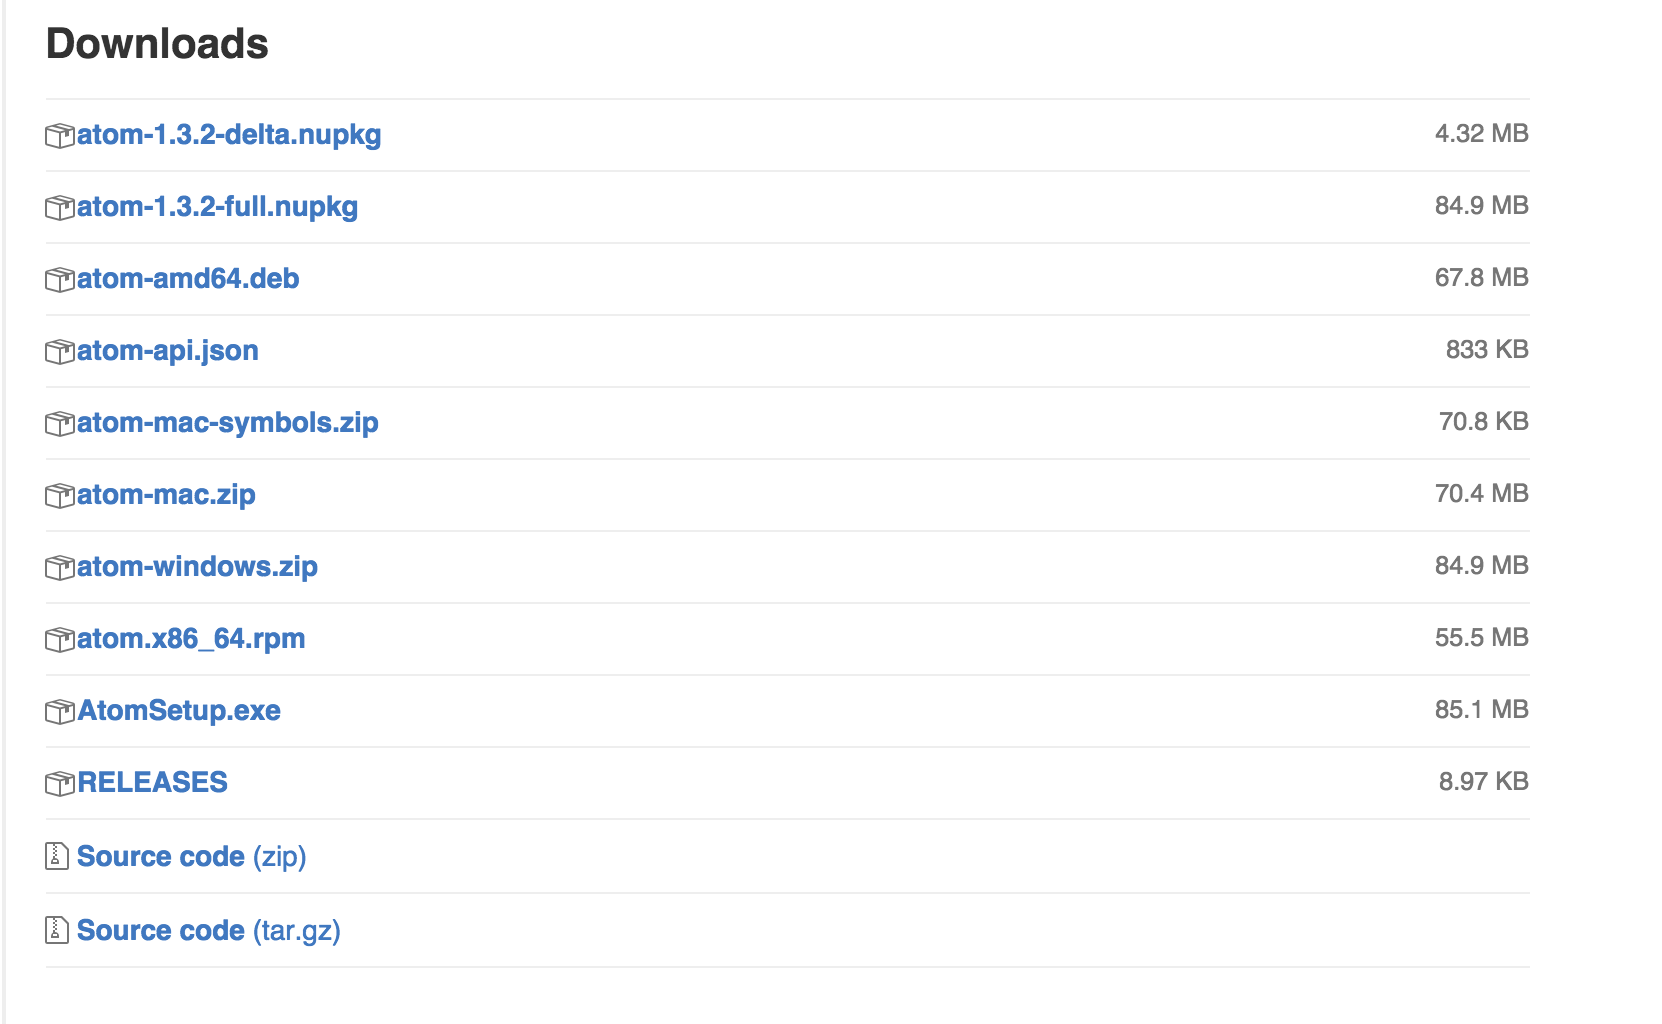 Downloads
atom-1.3.2-delta.nupkg 4.32 MB
atom-1.3.2-full.nupkg 84.9 MB
atom-amd64.deb 67.8 MB
atom-api.json 833 KB
atom-mac-symbols.zip 70.8 KB
atom-mac.zip 70.4 MB
atom-windows.zip 84.9 MB
atom.x86_64.rpm 55.5 MB
AtomSetup.exe 85.1 MB
RELEASES 8.97 KB
Source code (zip)
Source code (tar.gz)